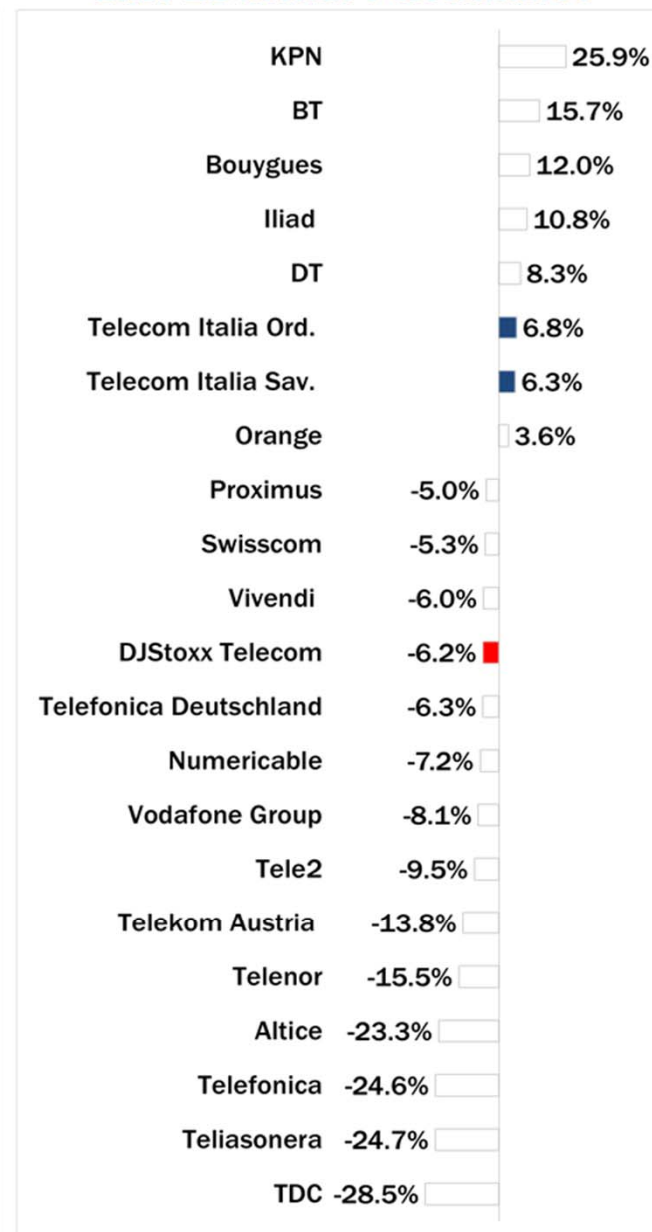 KPN 25.9%
BT 15.7%
Bouygues 12.0%
Iliad 10.8%
DT 8.3%
Telecom Italia Ord. 6.8%
Telecom Italia Sav. 6.3%
Orange 3.6%
Proximus -5.0%
Swisscom -5.3%
Vivendi -6.0%
DJStoxx Telecom -6.2%
Telefonica Deutschland -6.3%
Numericable -7.2%
Vodafone Group -8.1%
Tele2 -9.5%
Telekom Austria -13.8%
Telenor -15.5%
Altice -23.3%
Telefonica -24.6%
Teliasonera -24.7%
TDC -28.5%